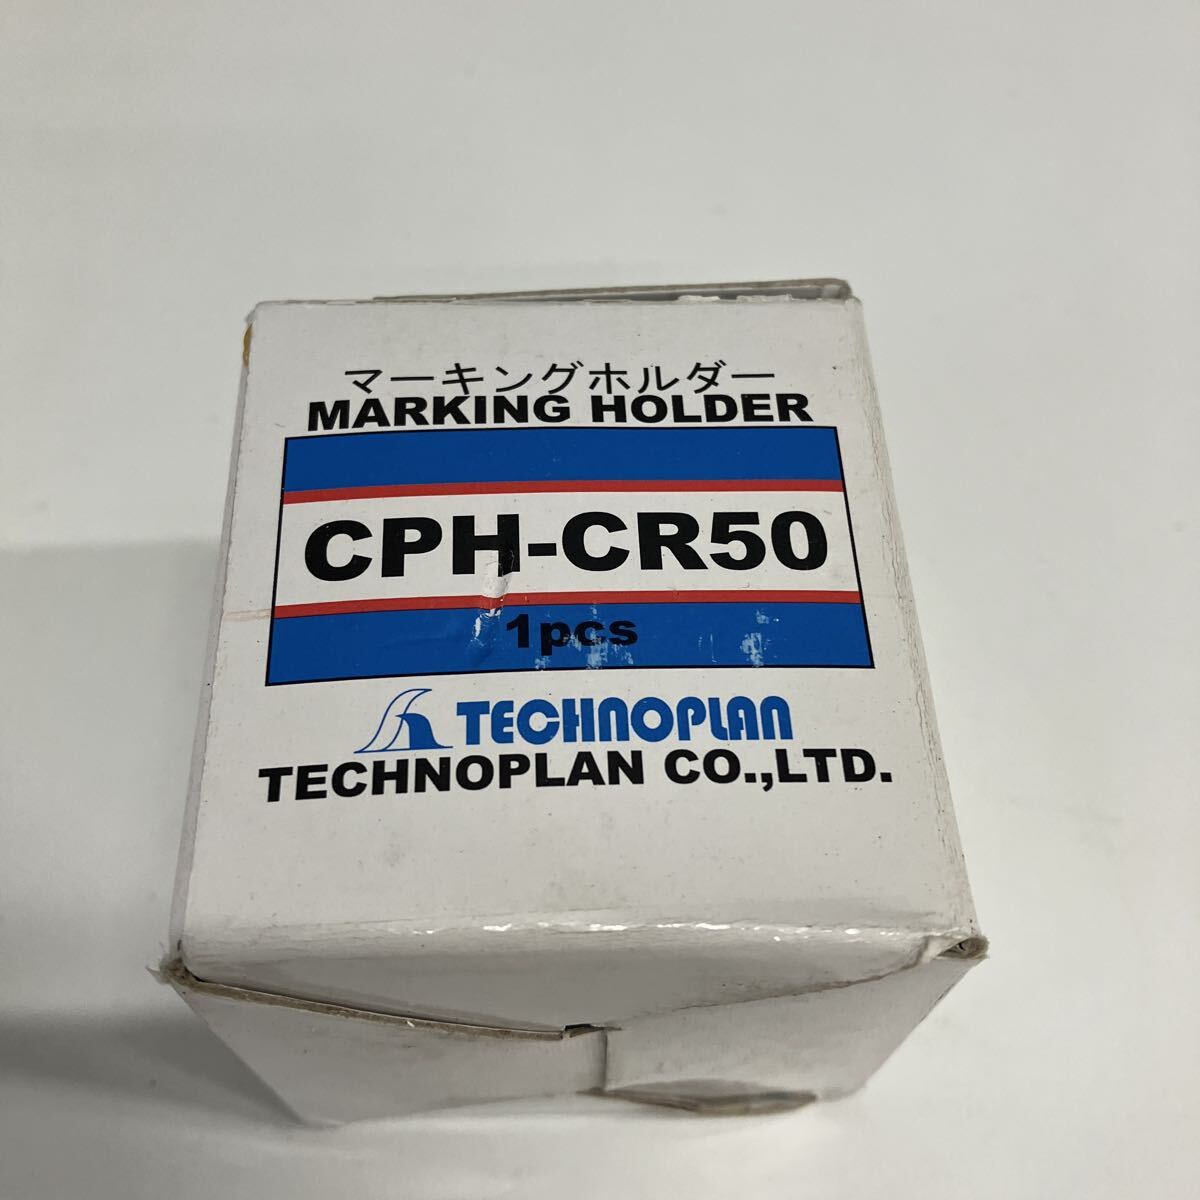 マーキングホルダー
MARKING HOLDER
CPH-CR50
1pcs
TECHNOPLAN
TECHNOPLAN CO.,LTD.